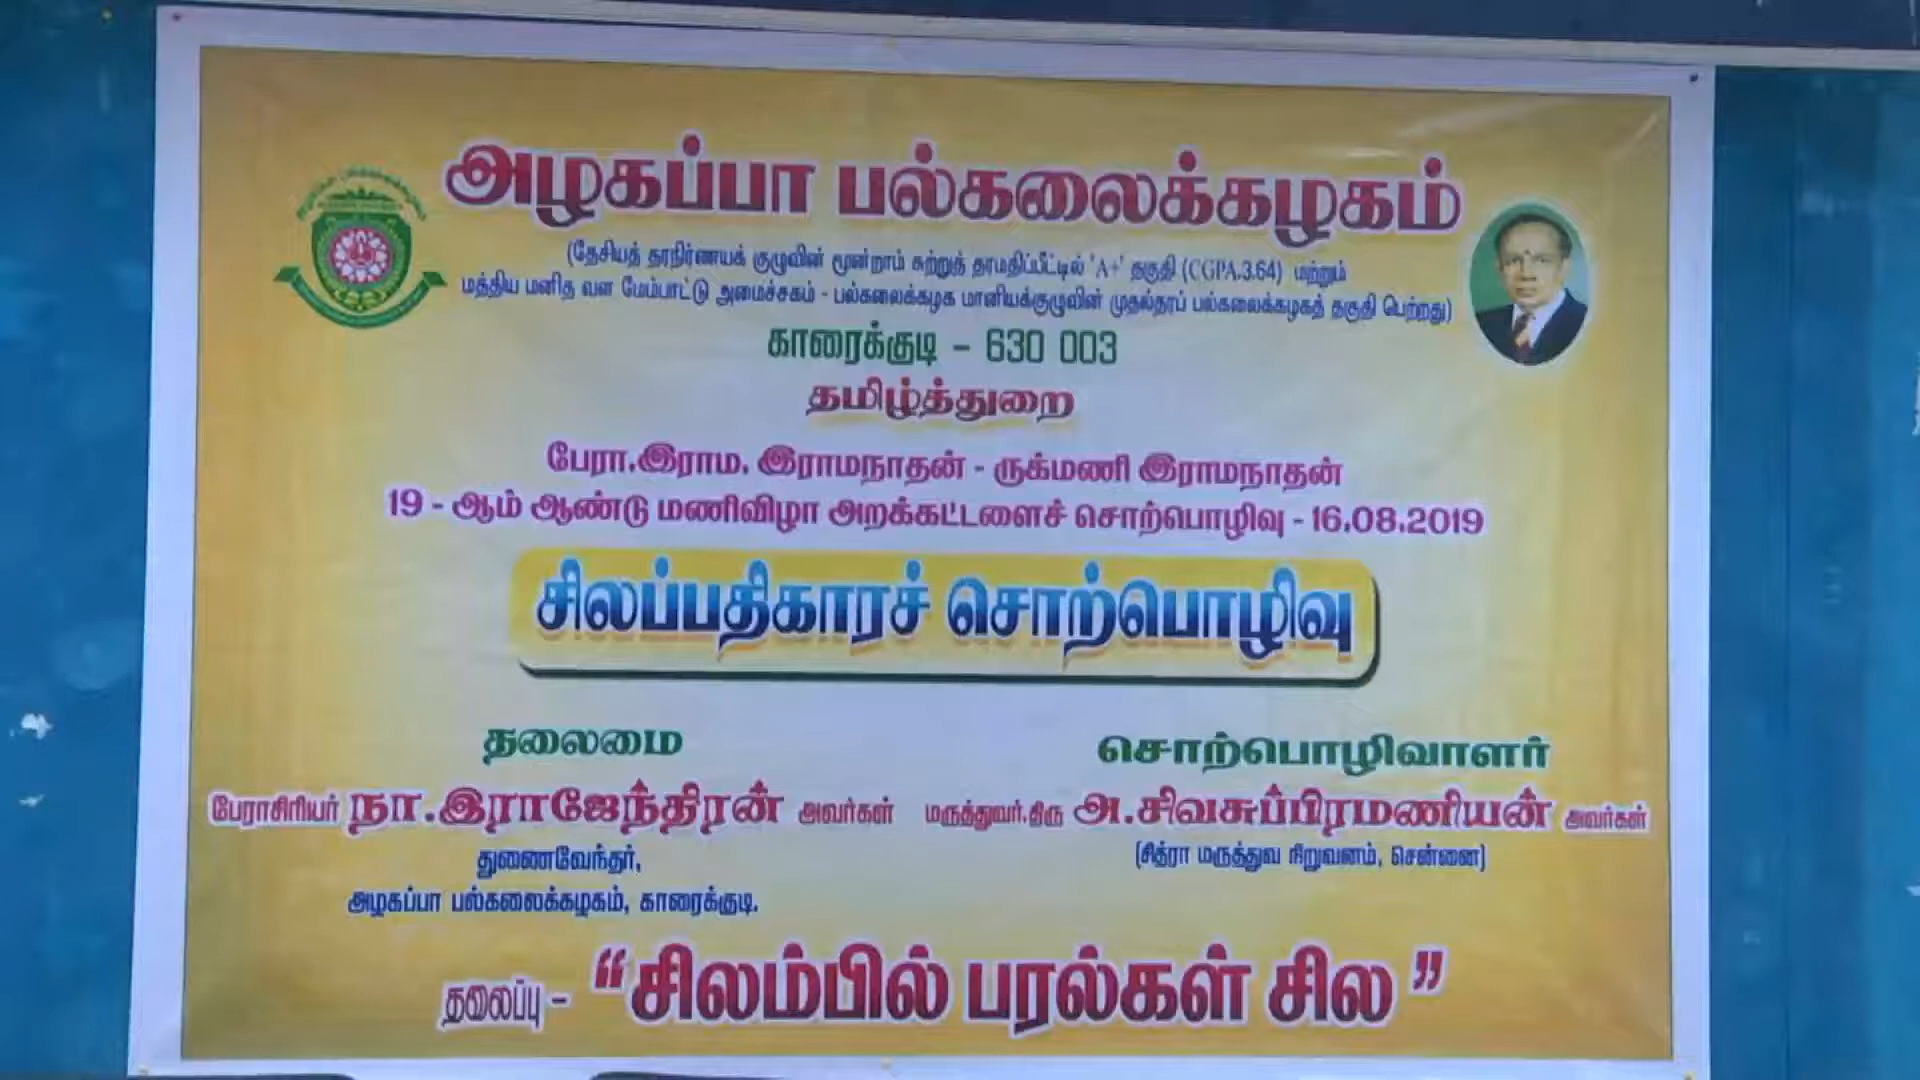 அழகப்பா பல்கலைக்கழகம்
(தேசியத் தரநிர்ணயக் குழுவின் மூன்றாம் சுற்றுத் தரமதிப்பீட்டில் 'A+' தகுதி (CGPA.3.64) மற்றும்
மத்திய மனித வள மேம்பாட்டு அமைச்சகம் - பல்கலைக்கழக மானியக்குழுவின் முதல்தரப் பல்கலைக்கழகத் தகுதி பெற்றது)
காரைக்குடி - 630 003
தமிழ்த்துறை
பேரா.இராம. இராமநாதன் - ருக்மணி இராமநாதன்
19 - ஆம் ஆண்டு மணிவிழா அறக்கட்டளைச் சொற்பொழிவு - 16.08.2019
சிலப்பதிகாரச் சொற்பொழிவு
தலைமை
பேராசிரியர் நா.இராஜேந்திரன் அவர்கள்
துணைவேந்தர்,
அழகப்பா பல்கலைக்கழகம், காரைக்குடி.
சொற்பொழிவாளர்
மருத்துவர்.திரு அ.சிவசுப்பிரமணியன் அவர்கள்
(சித்ரா மருத்துவ நிறுவனம், சென்னை)
தலைப்பு - “சிலம்பில் பரல்கள் சில”